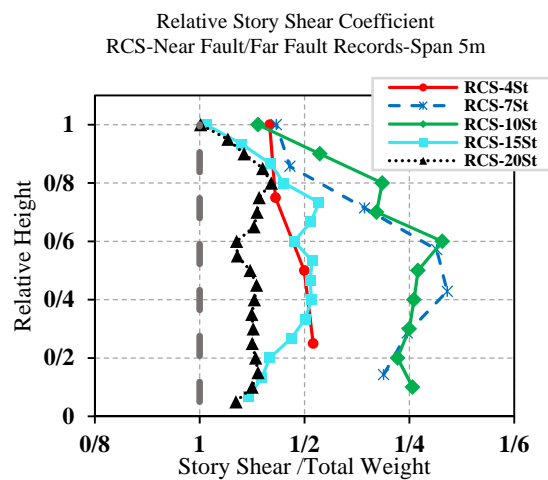 Relative Story Shear Coefficient
RCS-Near Fault/Far Fault Records-Span 5m
RCS-4St
RCS-7St
RCS-10St
RCS-15St
RCS-20St
Relative Height
1
0/8
0/6
0/4
0/2
0
0/8 1 1/2 1/4 1/6
Story Shear /Total Weight